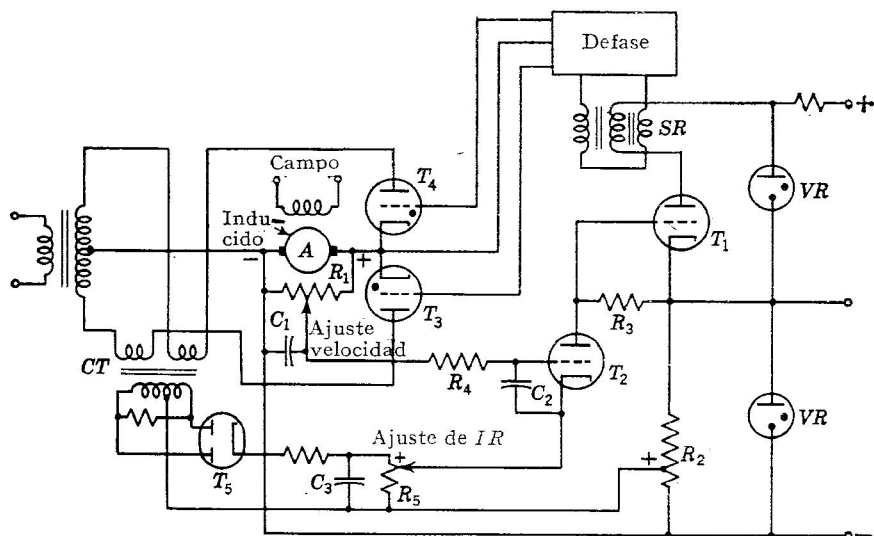 Defase
SR
+
Campo
T4
VR
Indu
cido
A
T1
−
+
R1
R3
C1
Ajuste
velocidad
T3
T2
CT
R4
C2
Ajuste de IR
VR
T5
+
+
R2
C3
R5
−